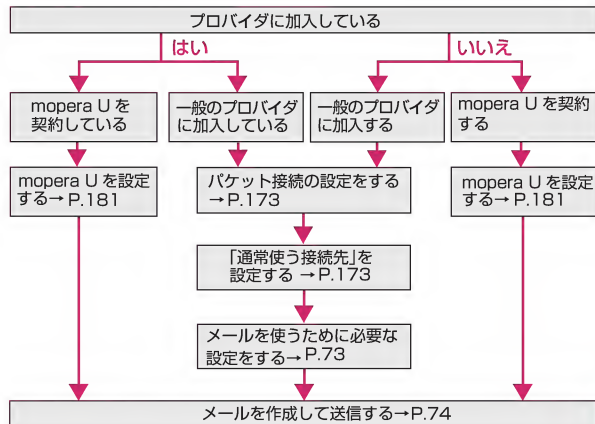 プロバイダに加入している
はい
いいえ
mopera U を
契約している
一般のプロバイダ
に加入している
一般のプロバイダ
に加入する
mopera U を契約
する
mopera U を設定
する→ P.181
パケット接続の設定をする
→P.173
mopera U を設定
する→P.181
「通常使う接続先」を
設定する →P.173
メールを使うために必要な
設定をする→P.73
メールを作成して送信する→P.74